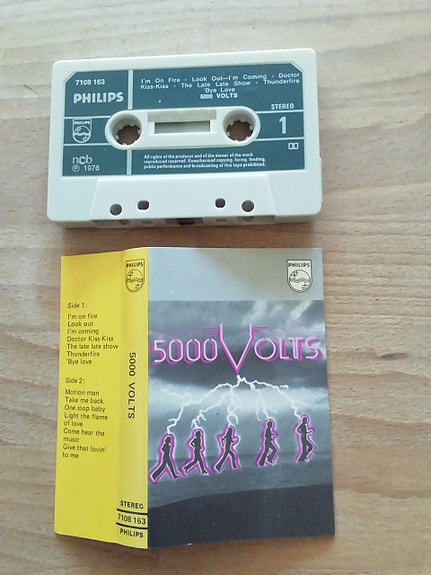 7108 163
PHILIPS
PHILIPS
ncb
℗ 1976
I'm On Fire - Look Out—I'm Coming - Doctor
Kiss-Kiss - The Late Late Show - Thunderfire
'Bye Love
5000 VOLTS
STEREO
1
All rights of the producer and of the owner of the work
reproduced reserved. Unauthorised copying, hiring, lending,
public performance and broadcasting of this tape prohibited.
Side 1:
I'm on fire
Look out
I'm coming
Doctor Kiss-Kiss
The late late show
Thunderfire
'Bye love
Side 2:
Motion man
Take me back
One stop baby
Light the flame
of love
Come hear the
music
Give that lovin'
to me
PHILIPS
5000 VOLTS
STEREO
7108 163
PHILIPS
PHILIPS
5000 VOLTS